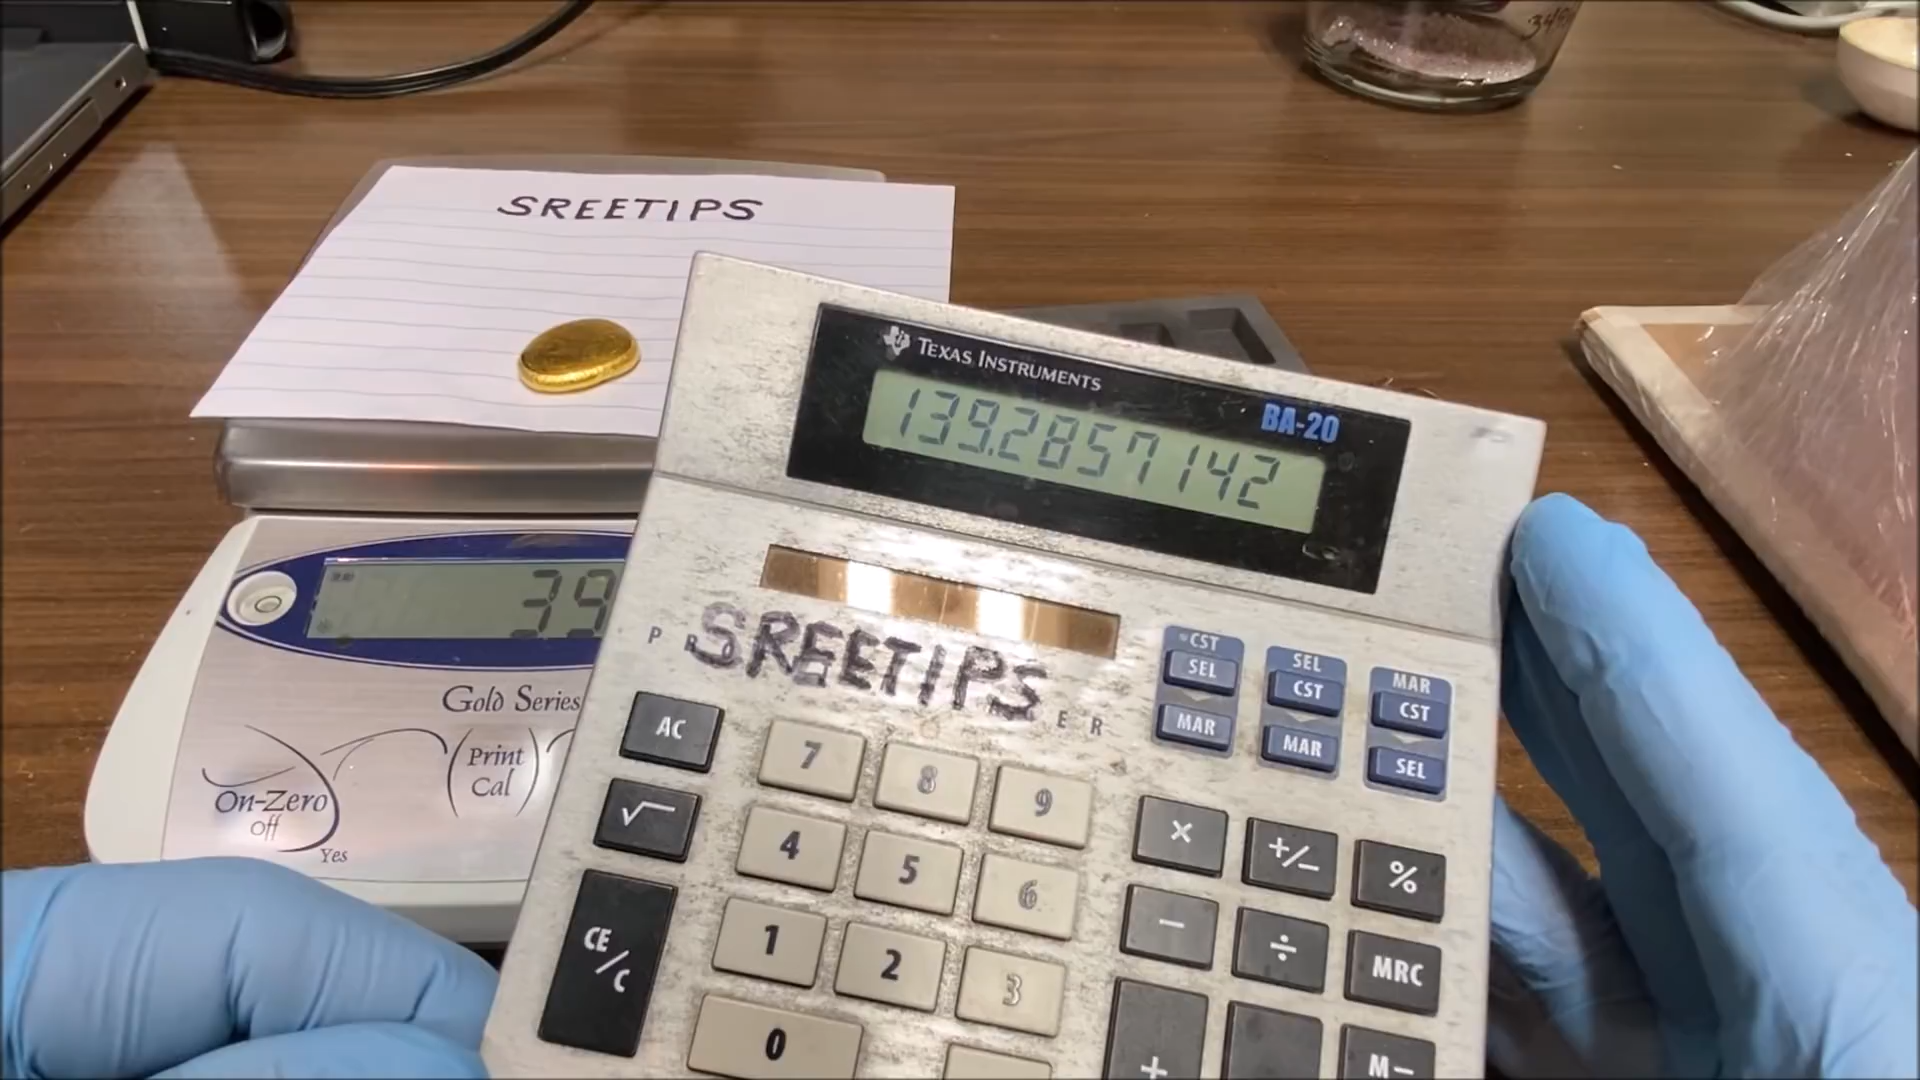 SREETIPS
TEXAS INSTRUMENTS
BA-20
139.2857142
39
Gold Series
Print
Cal
On-Zero
Off
Yes
SREETIPS
P R
E R
CST
SEL
MAR
SEL
CST
MAR
MAR
CST
SEL
AC 7 8 9 × +/− %
√ 4 5 6 − ÷ MRC
CE/C 1 2 3 + M−
0